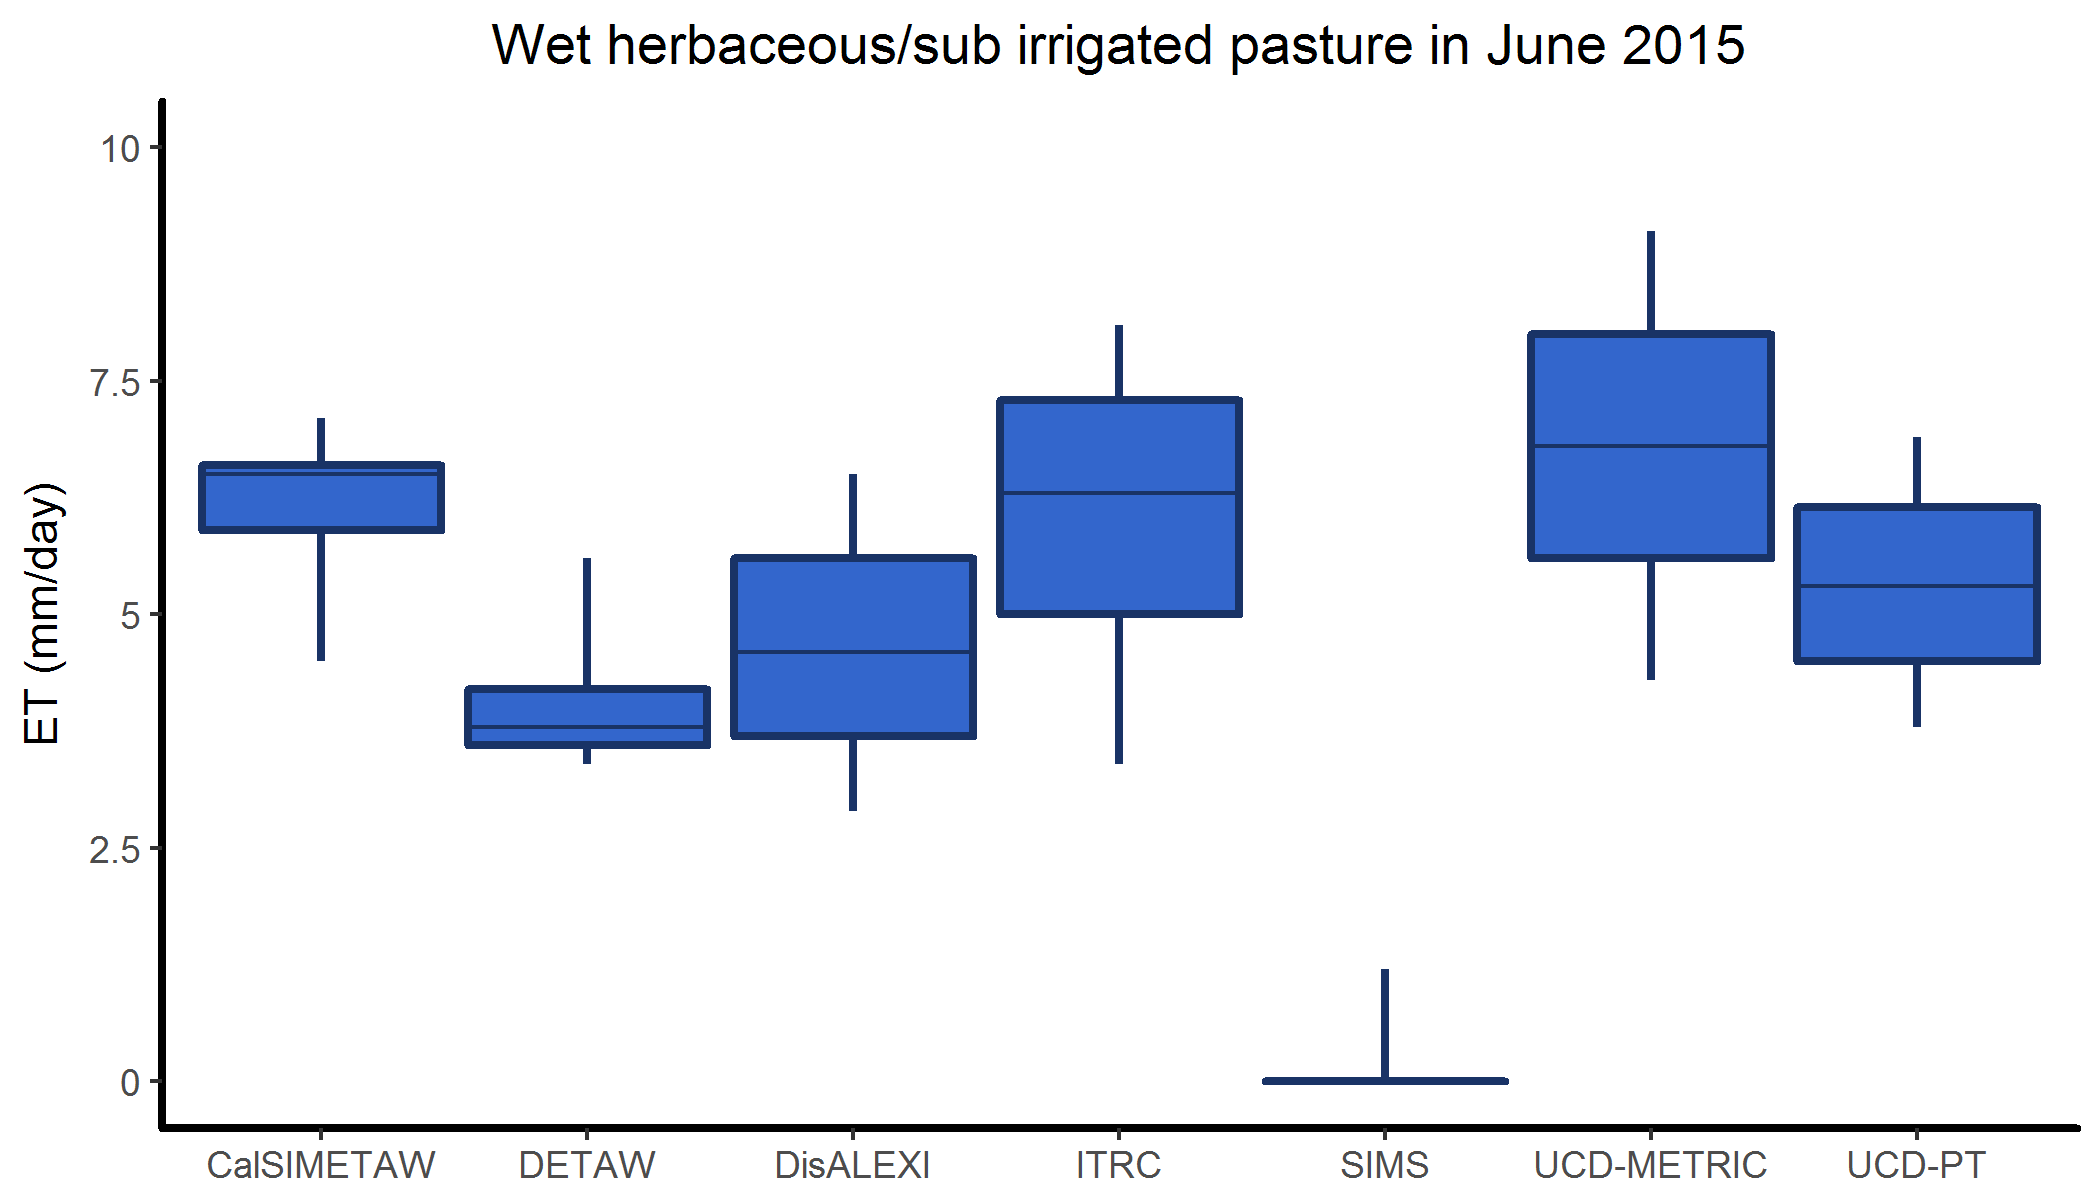 Wet herbaceous/sub irrigated pasture in June 2015
10
7.5
5
2.5
0
ET (mm/day)
CalSIMETAW DETAW DisALEXI ITRC SIMS UCD-METRIC UCD-PT